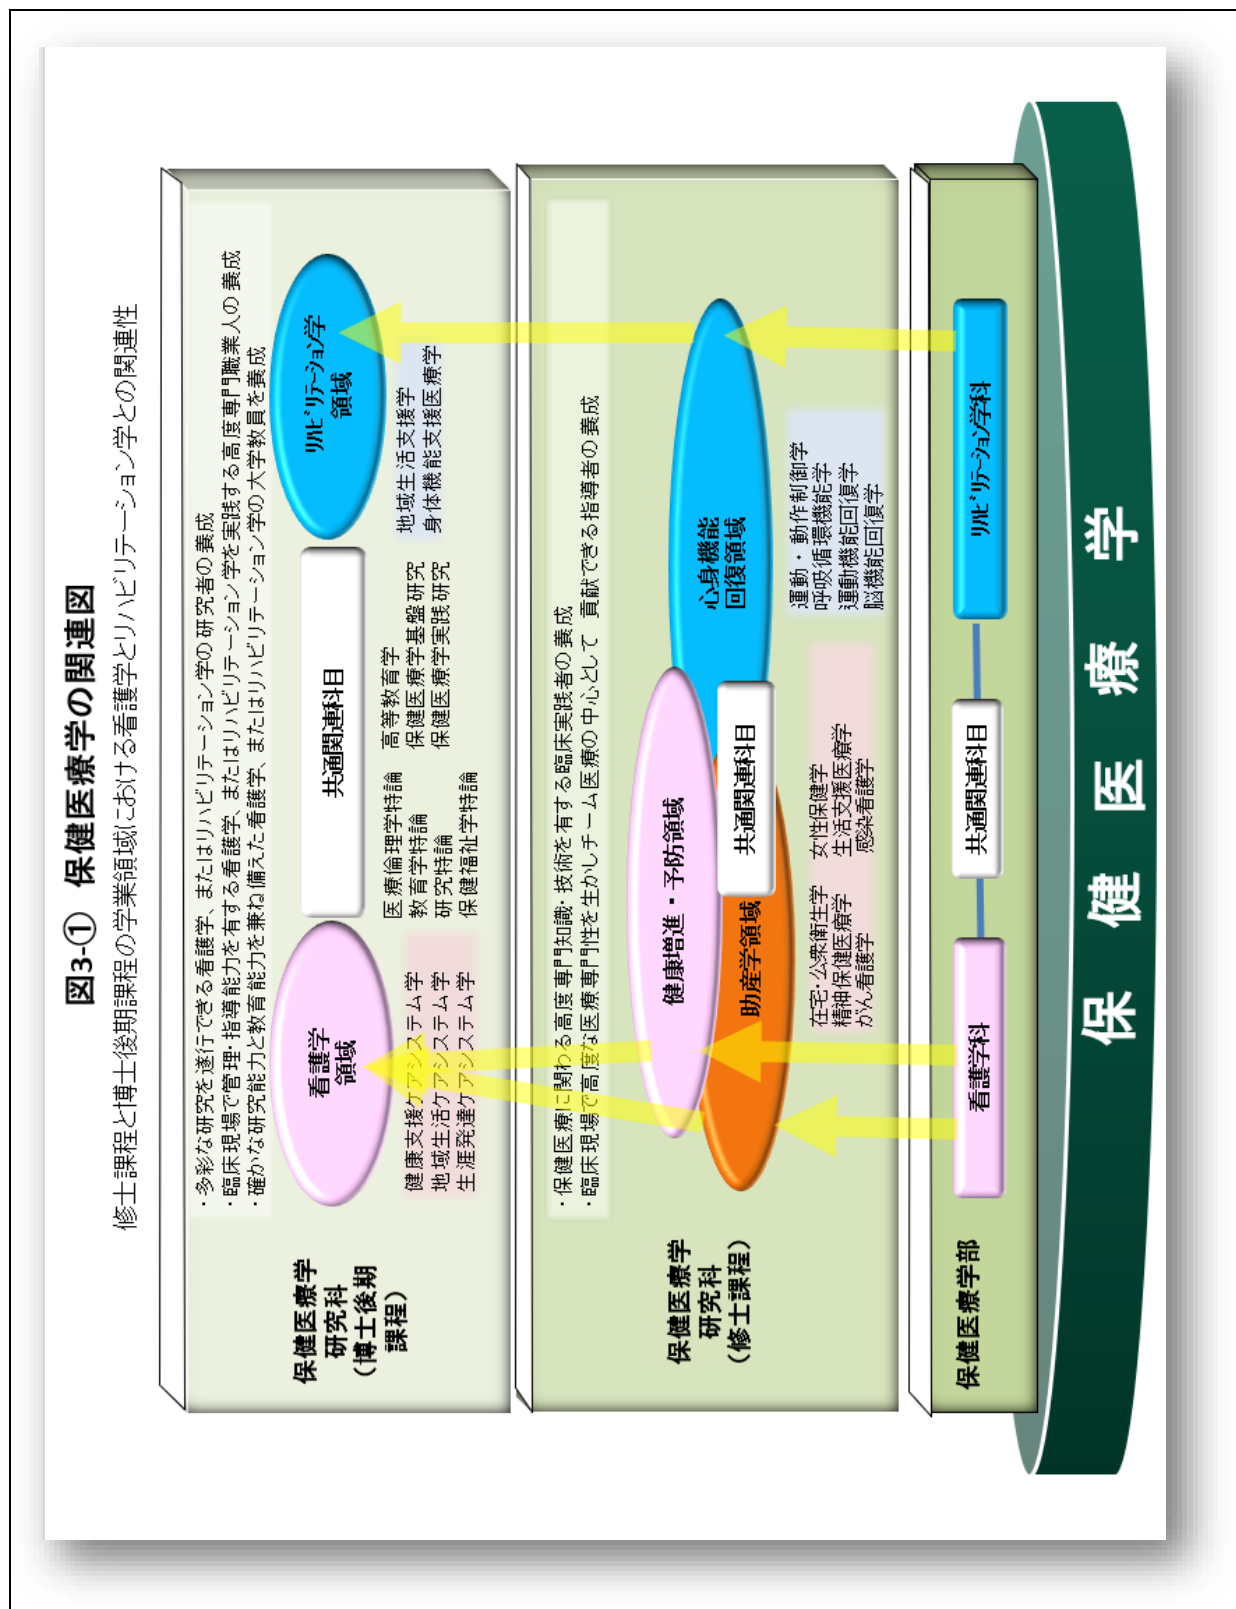 図3-① 保健医療学の関連図
修士課程と博士後期課程の学業領域における看護学とリハビリテーション学との関連性
・多彩な研究を遂行できる看護学、またはリハビリテーション学の研究者の養成
・臨床現場で管理・指導能力を有する看護学、またはリハビリテーション学を実践する高度専門職業人の養成
・確かな研究能力と教育能力を兼ね備えた看護学、またはリハビリテーション学の大学教員を養成
保健医療学
研究科
（博士後期
課程）
看護学
領域
共通関連科目
ﾘﾊﾋﾞﾘﾃｰｼｮﾝ学
領域
健康支援ケアシステム学
地域生活ケアシステム学
生涯発達ケアシステム学
医療倫理学特論
教育学特論
研究特論
保健福祉学特論
高等教育学
保健医療学基盤研究
保健医療学実践研究
地域生活支援学
身体機能支援医療学
・保健医療に関わる高度専門知識・技術を有する臨床実践者の養成
・臨床現場で高度な医療専門性を生かしチーム医療の中心として 貢献できる指導者の養成
保健医療学
研究科
（修士課程）
健康増進・予防領域
助産学領域
共通関連科目
心身機能
回復領域
在宅・公衆衛生学
精神保健医療学
がん看護学
女性保健学
生活支援医療学
感染看護学
運動・動作制御学
呼吸循環機能学
運動機能回復学
脳機能回復学
保健医療学部
看護学科
共通関連科目
ﾘﾊﾋﾞﾘﾃｰｼｮﾝ学科
保健医療学